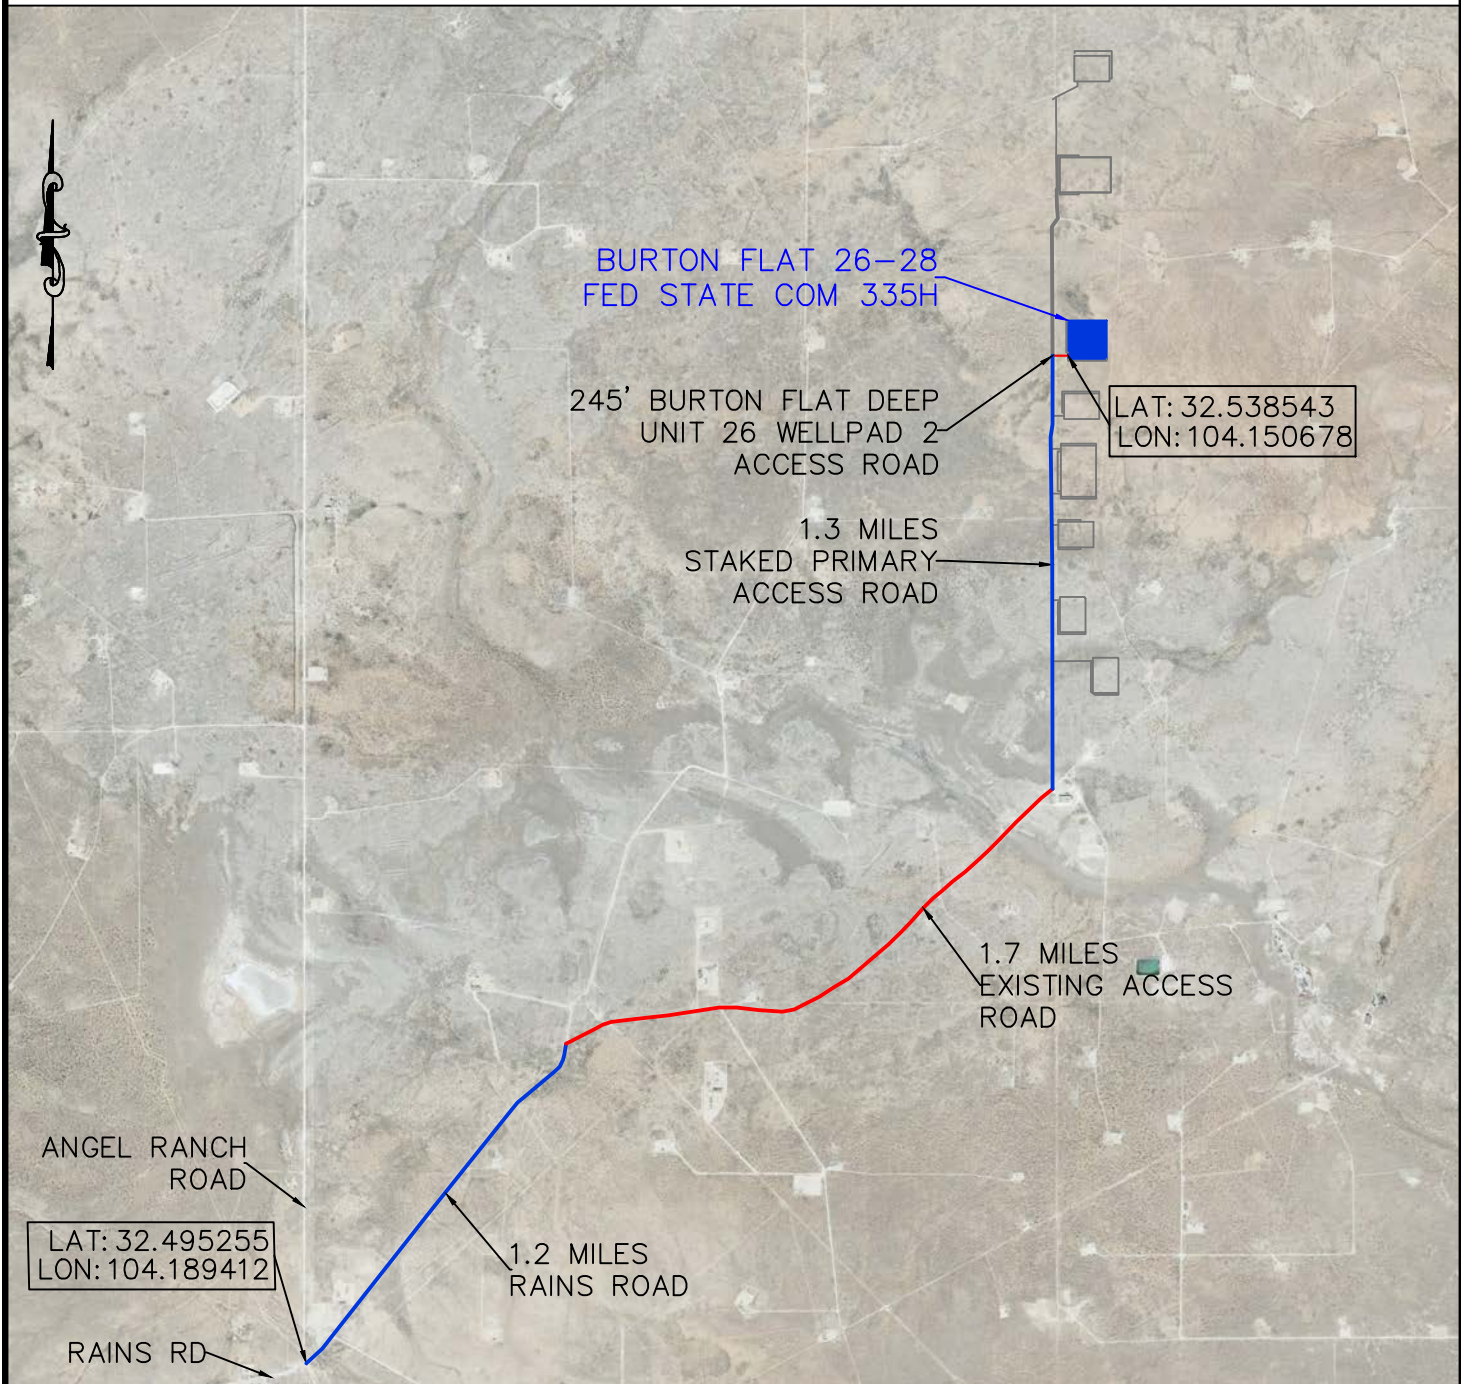 BURTON FLAT 26-28
FED STATE COM 335H
245' BURTON FLAT DEEP
UNIT 26 WELLPAD 2
ACCESS ROAD
LAT: 32.538543
LON: 104.150678
1.3 MILES
STAKED PRIMARY
ACCESS ROAD
1.7 MILES
EXISTING ACCESS
ROAD
ANGEL RANCH
ROAD
LAT: 32.495255
LON: 104.189412
1.2 MILES
RAINS ROAD
RAINS RD